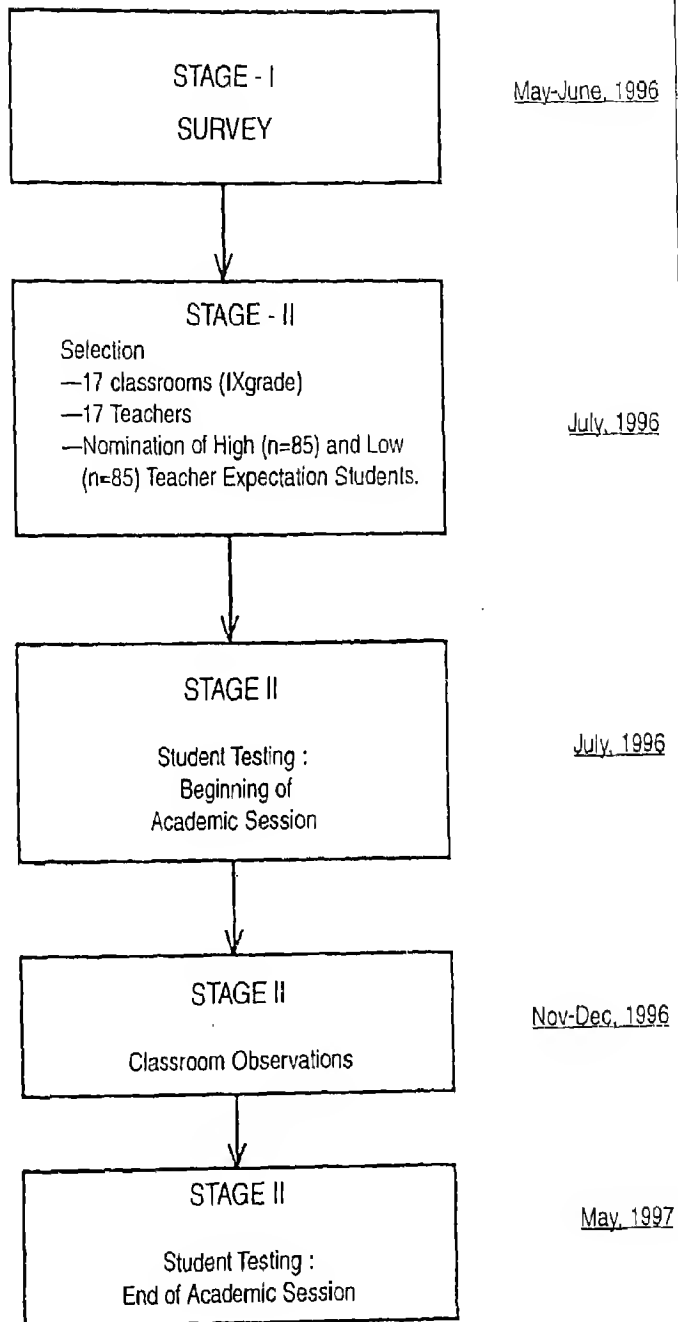 STAGE - I
SURVEY
May-June, 1996
STAGE - II
Selection
—17 classrooms (IXgrade)
—17 Teachers
—Nomination of High (n=85) and Low
(n=85) Teacher Expectation Students.
July, 1996
STAGE II
Student Testing :
Beginning of
Academic Session
July, 1996
STAGE II
Classroom Observations
Nov-Dec, 1996
STAGE II
Student Testing :
End of Academic Session
May, 1997